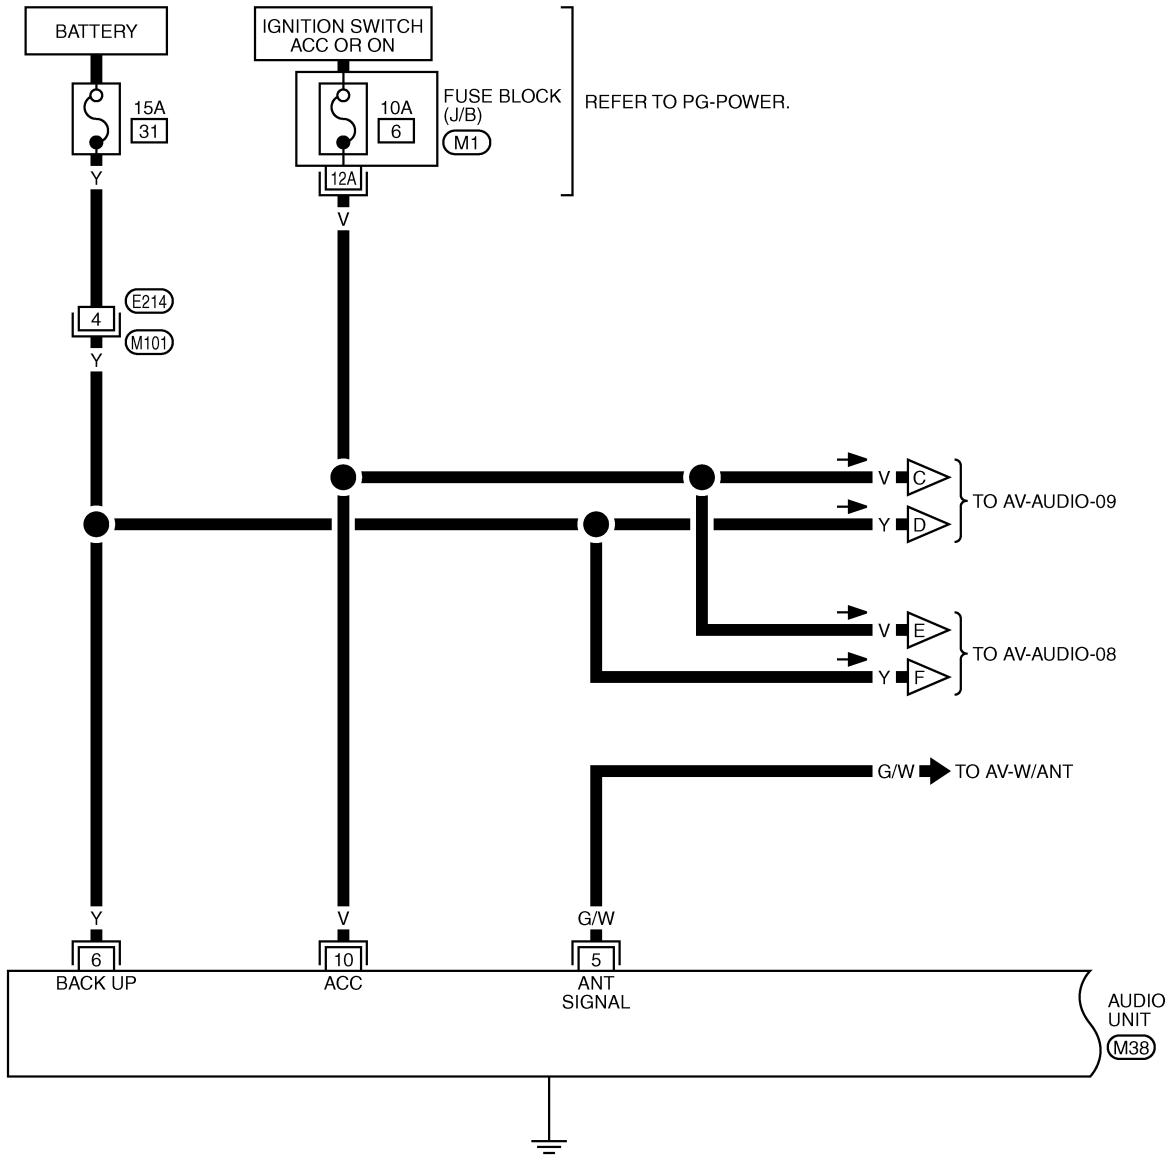 BATTERY
IGNITION SWITCH
ACC OR ON
15A
31
10A
6
FUSE BLOCK
(J/B)
M1
REFER TO PG-POWER.
12A
Y
V
E214
4
M101
Y
V
C
Y
D
TO AV-AUDIO-09
V
E
Y
F
TO AV-AUDIO-08
G/W
TO AV-W/ANT
Y
V
G/W
6
10
5
BACK UP
ACC
ANT
SIGNAL
AUDIO
UNIT
M38